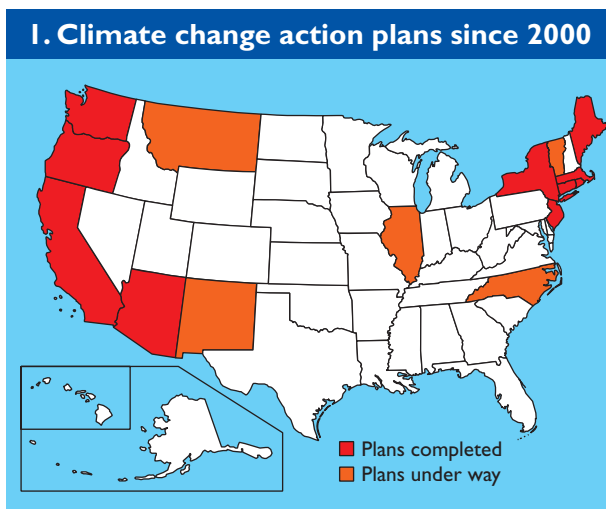 1. Climate change action plans since 2000
Plans completed
Plans under way